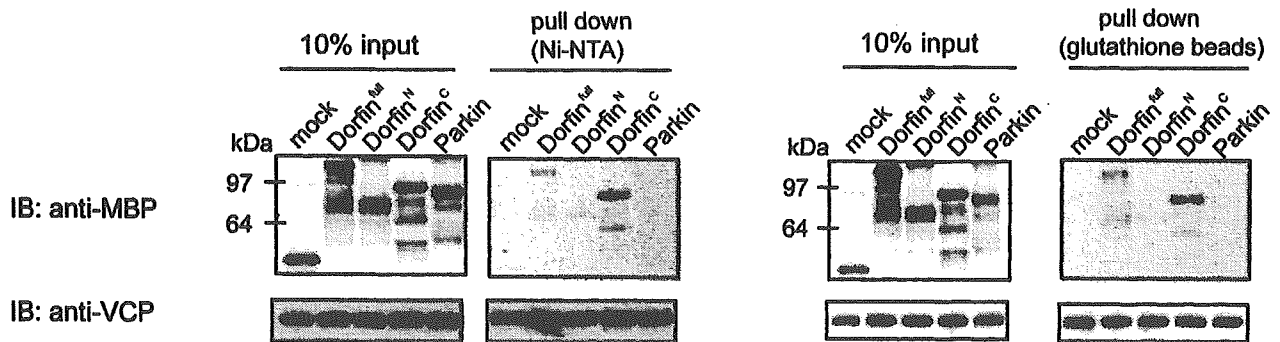 10% input
pull down
(Ni-NTA)
10% input
pull down
(glutathione beads)
mock
Dorfin^full
Dorfin^N
Dorfin^C
Parkin
mock
Dorfin^full
Dorfin^N
Dorfin^C
Parkin
mock
Dorfin^full
Dorfin^N
Dorfin^C
Parkin
mock
Dorfin^full
Dorfin^N
Dorfin^C
Parkin
kDa
kDa
IB: anti-MBP
97
64
97
64
IB: anti-VCP